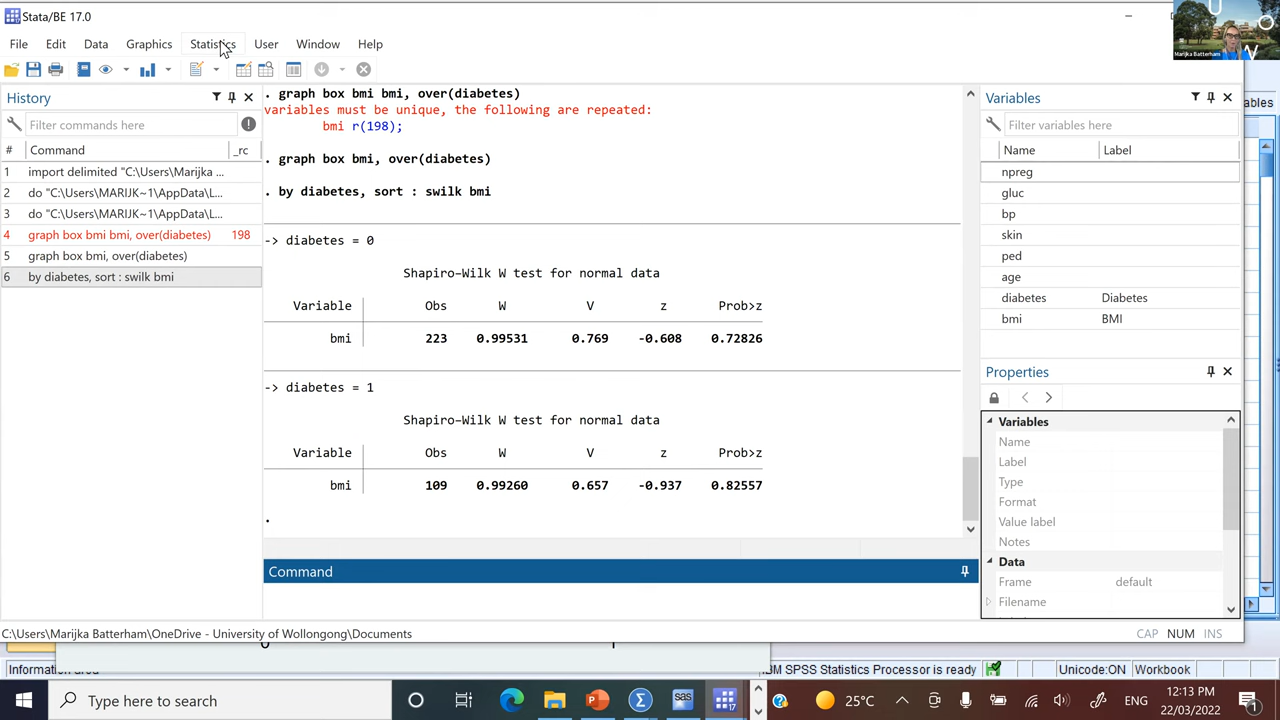 Stata/BE 17.0
File Edit Data Graphics Statistics User Window Help
History
Filter commands here
# Command _rc
1 import delimited "C:\Users\Marijka ...
2 do "C:\Users\MARIJK~1\AppData\L...
3 do "C:\Users\MARIJK~1\AppData\L...
4 graph box bmi bmi, over(diabetes) 198
5 graph box bmi, over(diabetes)
6 by diabetes, sort : swilk bmi
. graph box bmi bmi, over(diabetes)
variables must be unique, the following are repeated:
bmi r(198);
. graph box bmi, over(diabetes)
. by diabetes, sort : swilk bmi
-> diabetes = 0
Shapiro–Wilk W test for normal data
Variable Obs W V z Prob>z
bmi 223 0.99531 0.769 -0.608 0.72826
-> diabetes = 1
Shapiro–Wilk W test for normal data
Variable Obs W V z Prob>z
bmi 109 0.99260 0.657 -0.937 0.82557
.
Command
Variables
Filter variables here
Name Label
npreg
gluc
bp
skin
ped
age
diabetes Diabetes
bmi BMI
Properties
Variables
Name
Label
Type
Format
Value label
Notes
Data
Frame default
Filename
U
O
W
Marijka Batterham
ables
C:\Users\Marijka Batterham\OneDrive - University of Wollongong\Documents
CAP NUM INS
Information area
IBM SPSS Statistics Processor is ready
Unicode:ON
Workbook
Type here to search
sas
17
25°C
ENG
12:13 PM
22/03/2022
1